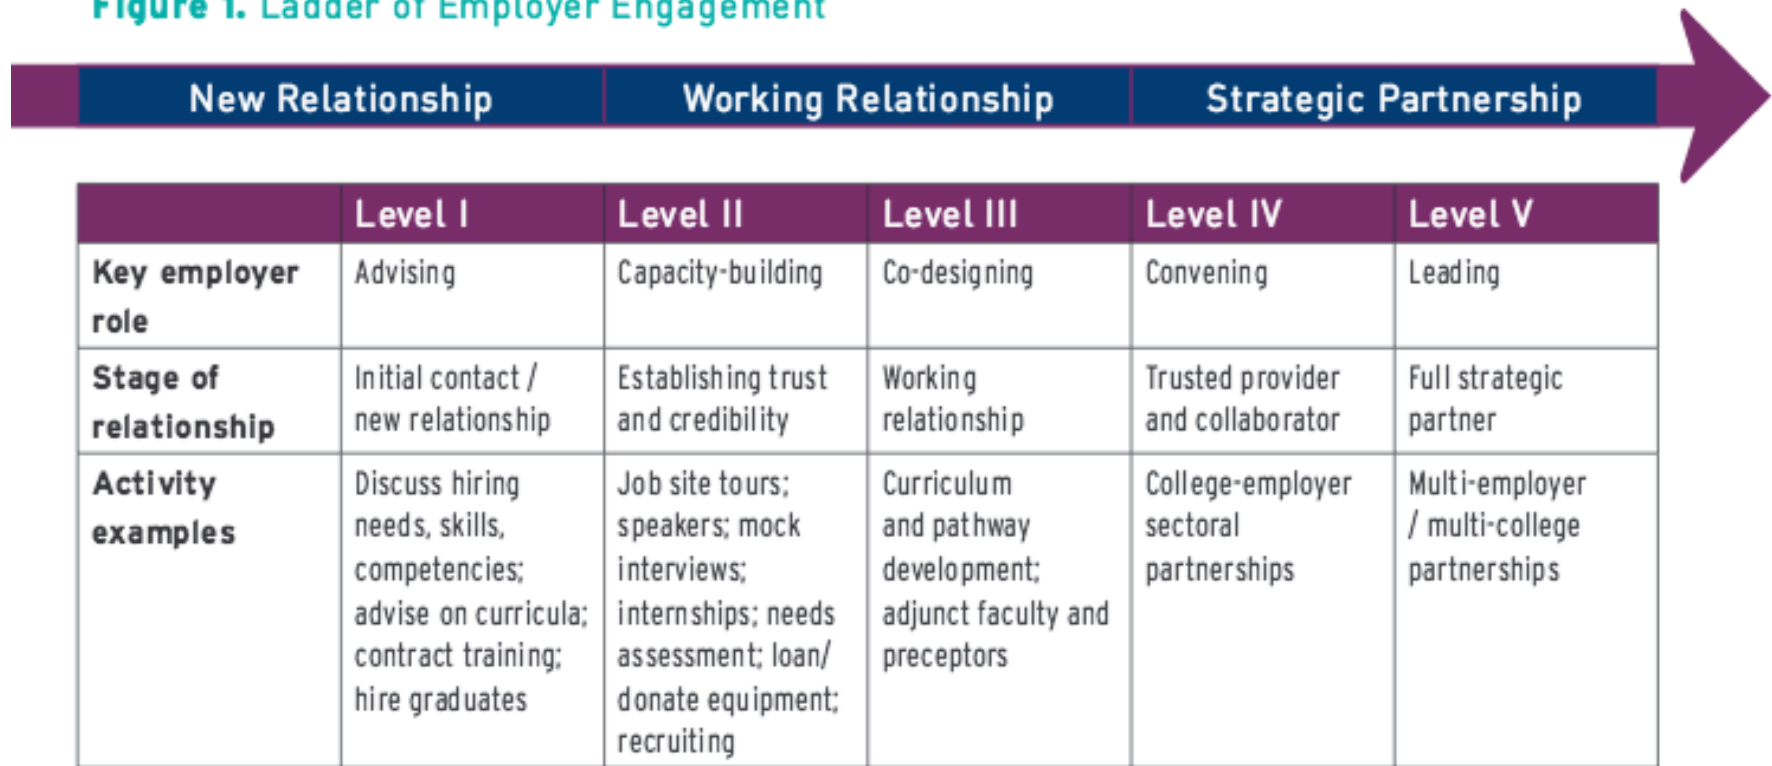 Figure 1. Ladder of Employer Engagement
New Relationship
Working Relationship
Strategic Partnership
Level I
Level II
Level III
Level IV
Level V
Key employer
role
Advising
Capacity-building
Co-designing
Convening
Leading
Stage of
relationship
Initial contact /
new relationship
Establishing trust
and credibility
Working
relationship
Trusted provider
and collaborator
Full strategic
partner
Activity
examples
Discuss hiring
needs, skills,
competencies;
advise on curricula;
contract training;
hire graduates
Job site tours;
speakers; mock
interviews;
internships; needs
assessment; loan/
donate equipment;
recruiting
Curriculum
and pathway
development;
adjunct faculty and
preceptors
College-employer
sectoral
partnerships
Multi-employer
/ multi-college
partnerships